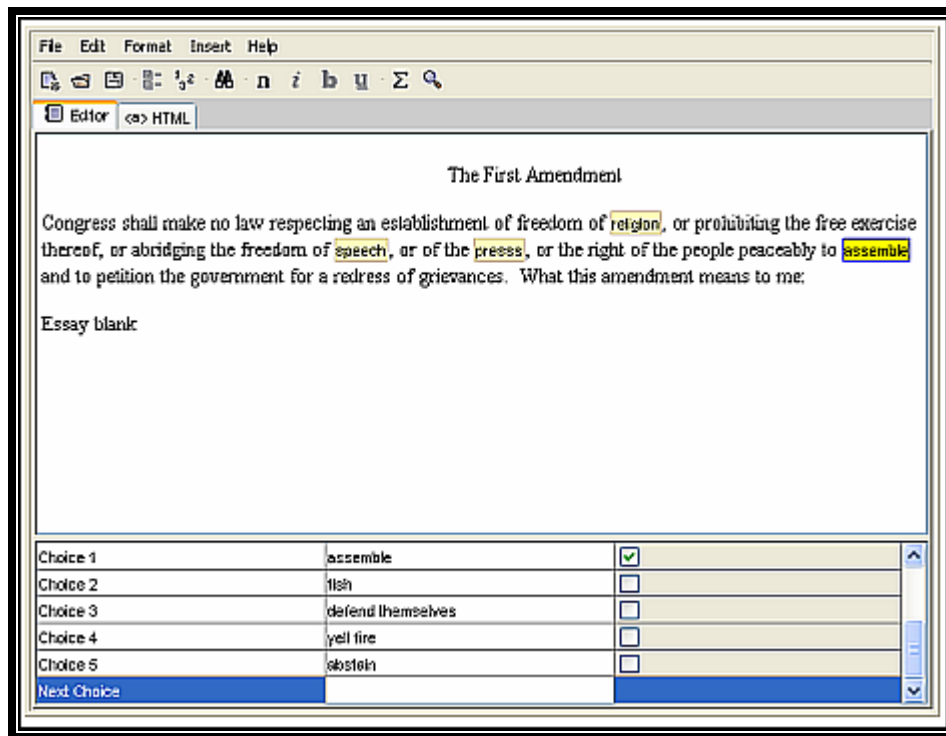 File Edit Format Insert Help
n i b u Σ
Editor <a> HTML
The First Amendment
Congress shall make no law respecting an establishment of freedom of religion, or prohibiting the free exercise
thereof, or abridging the freedom of speech, or of the presss, or the right of the people peaceably to assemble
and to petition the government for a redress of grievances. What this amendment means to me:
Essay blank
Choice 1 assemble
Choice 2 fish
Choice 3 defend themselves
Choice 4 yell fire
Choice 5 abstain
Next Choice